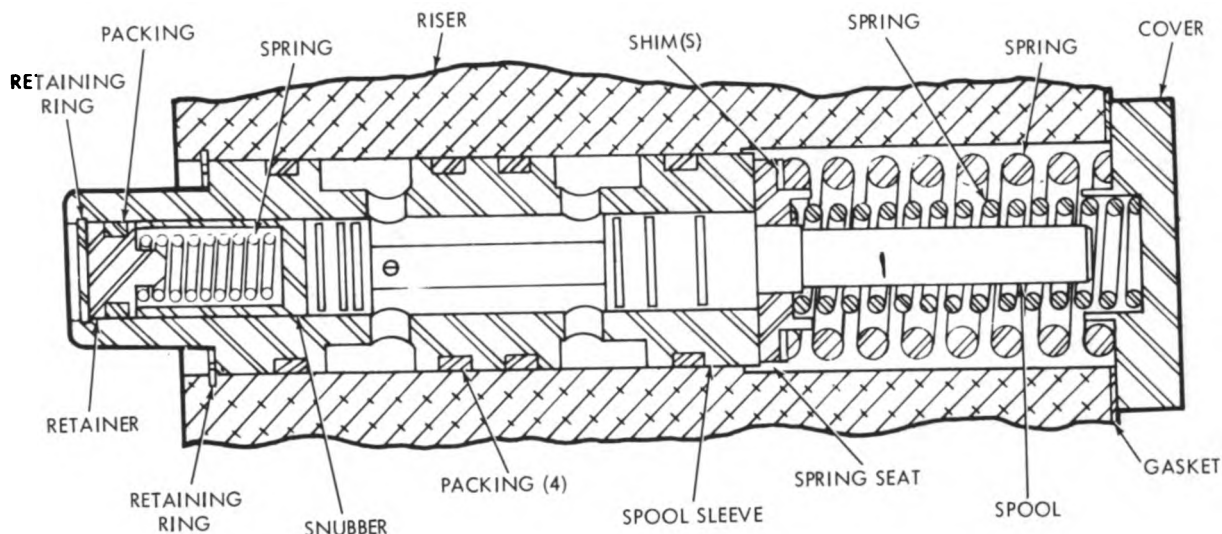 RISER
PACKING
SPRING
SHIM(S)
SPRING
SPRING
COVER
RETAINING
RING
RETAINER
RETAINING
RING
SNUBBER
PACKING (4)
SPOOL SLEEVE
SPRING SEAT
SPOOL
GASKET